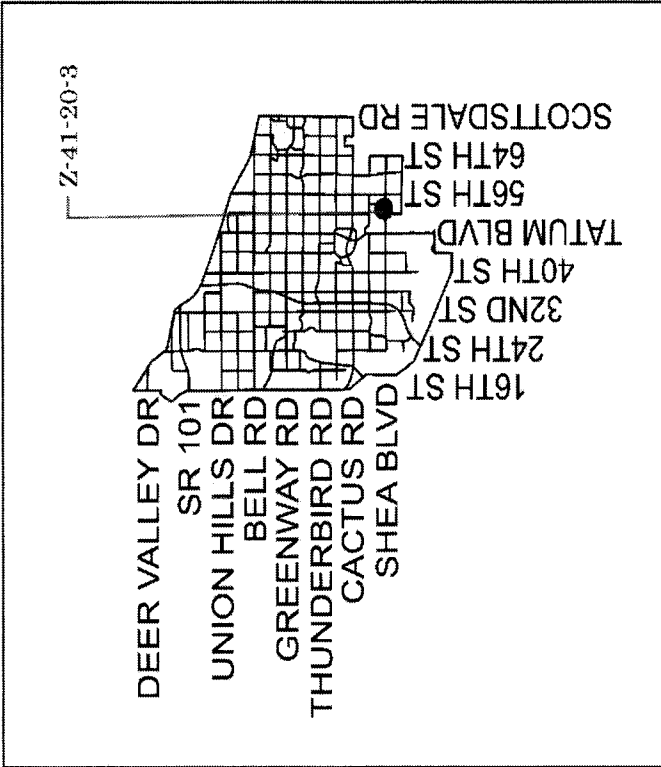 Z-41-20-3
DEER VALLEY DR
SR 101
UNION HILLS DR
BELL RD
GREENWAY RD
THUNDERBIRD RD
CACTUS RD
SHEA BLVD
16TH ST
24TH ST
32ND ST
40TH ST
TATUM BLVD
56TH ST
64TH ST
SCOTTSDALE RD